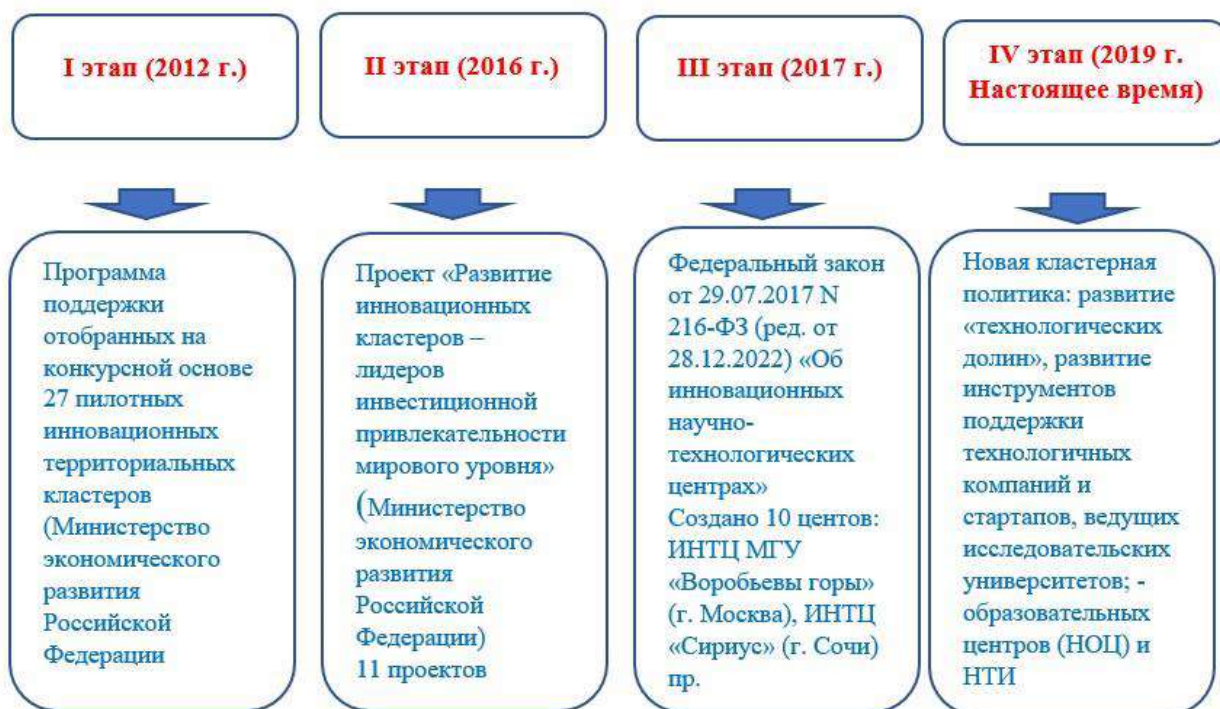 I этап (2012 г.)
II этап (2016 г.)
III этап (2017 г.)
IV этап (2019 г.
Настоящее время)
Программа
поддержки
отобранных на
конкурсной основе
27 пилотных
инновационных
территориальных
кластеров
(Министерство
экономического
развития
Российской
Федерации
Проект «Развитие
инновационных
кластеров –
лидеров
инвестиционной
привлекательности
мирового уровня»
(Министерство
экономического
развития
Российской
Федерации)
11 проектов
Федеральный закон
от 29.07.2017 N
216-ФЗ (ред. от
28.12.2022) «Об
инновационных
научно-
технологических
центрах»
Создано 10 центов:
ИНТЦ МГУ
«Воробьевы горы»
(г. Москва), ИНТЦ
«Сириус» (г. Сочи)
пр.
Новая кластерная
политика: развитие
«технологических
долин», развитие
инструментов
поддержки
технологичных
компаний и
стартапов, ведущих
исследовательских
университетов; -
образовательных
центров (НОЦ) и
НТИ